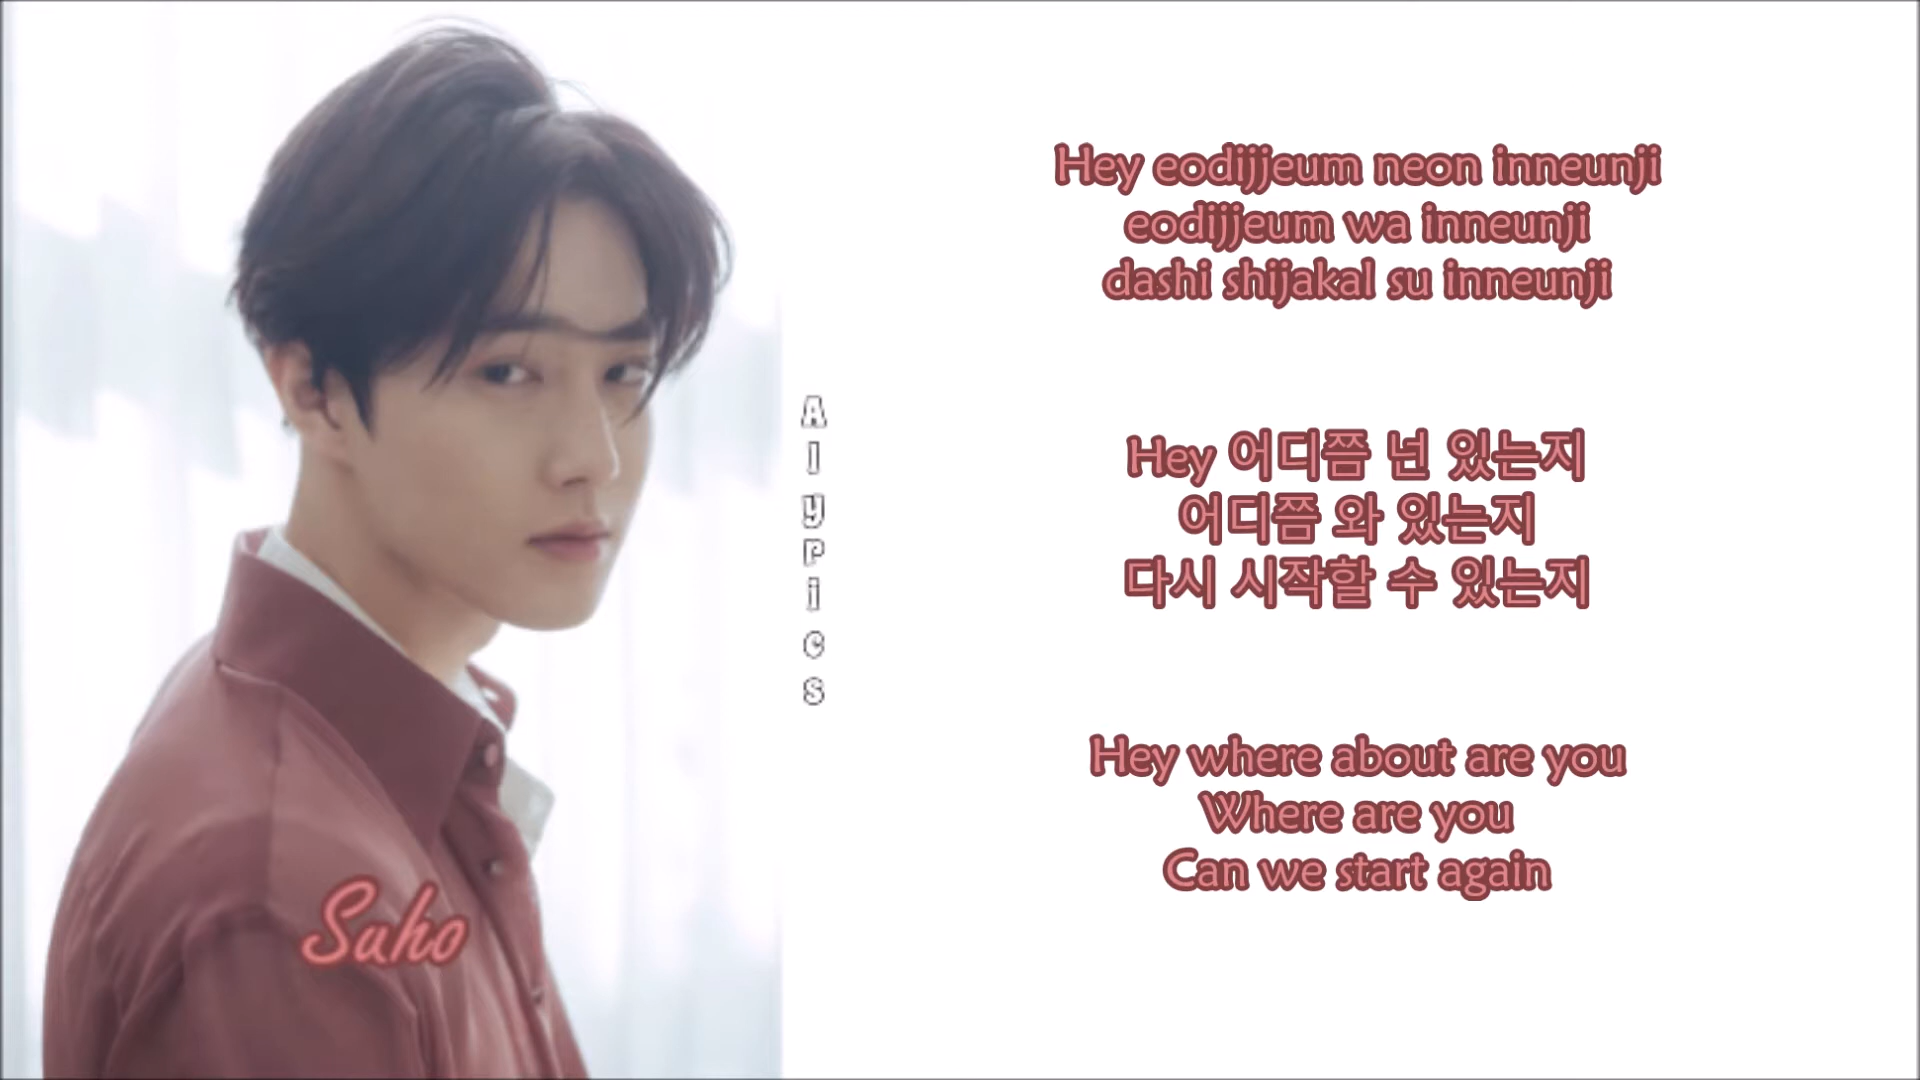 Hey eodijjeum neon inneunji
eodijjeum wa inneunji
dashi shijakal su inneunji
Hey 어디쯤 넌 있는지
어디쯤 와 있는지
다시 시작할 수 있는지
Hey where about are you
Where are you
Can we start again
Alyrics
Suho